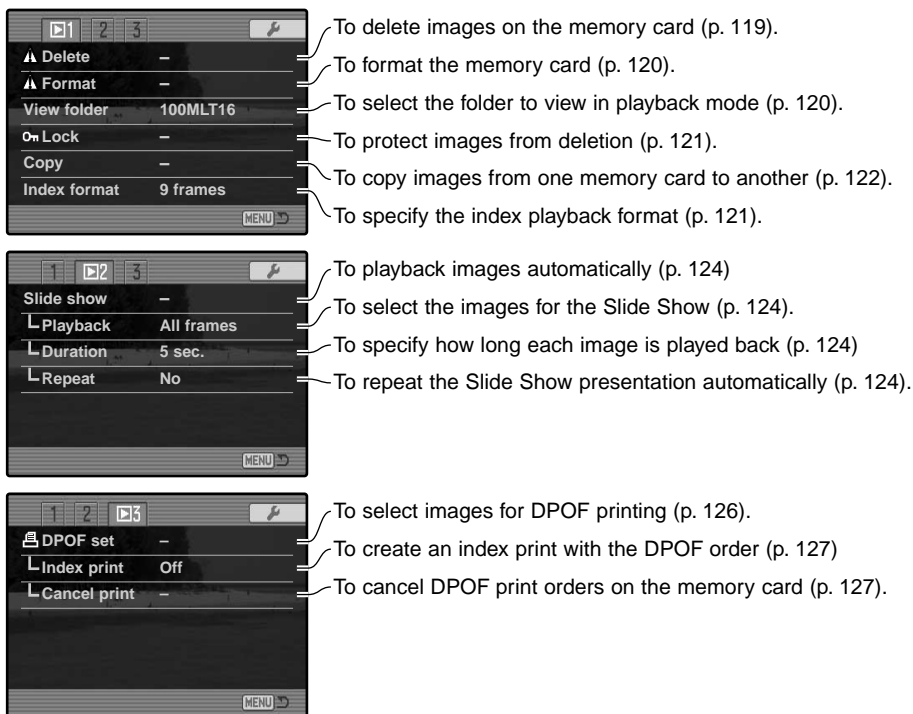 1 2 3
Delete –
To delete images on the memory card (p. 119).
Format –
To format the memory card (p. 120).
View folder 100MLT16
To select the folder to view in playback mode (p. 120).
Lock –
To protect images from deletion (p. 121).
Copy –
To copy images from one memory card to another (p. 122).
Index format 9 frames
To specify the index playback format (p. 121).
MENU
1 2 3
Slide show –
To playback images automatically (p. 124)
Playback All frames
To select the images for the Slide Show (p. 124).
Duration 5 sec.
To specify how long each image is played back (p. 124)
Repeat No
To repeat the Slide Show presentation automatically (p. 124).
MENU
1 2 3
DPOF set –
To select images for DPOF printing (p. 126).
Index print Off
To create an index print with the DPOF order (p. 127)
Cancel print –
To cancel DPOF print orders on the memory card (p. 127).
MENU